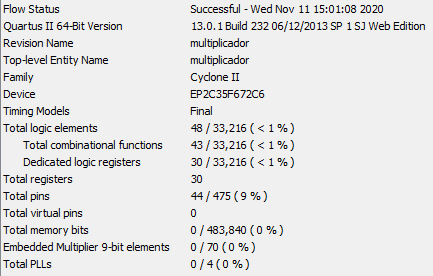 Flow Status Successful - Wed Nov 11 15:01:08 2020
Quartus II 64-Bit Version 13.0.1 Build 232 06/12/2013 SP 1 SJ Web Edition
Revision Name multiplicador
Top-level Entity Name multiplicador
Family Cyclone II
Device EP2C35F672C6
Timing Models Final
Total logic elements 48 / 33,216 ( < 1 % )
Total combinational functions 43 / 33,216 ( < 1 % )
Dedicated logic registers 30 / 33,216 ( < 1 % )
Total registers 30
Total pins 44 / 475 ( 9 % )
Total virtual pins 0
Total memory bits 0 / 483,840 ( 0 % )
Embedded Multiplier 9-bit elements 0 / 70 ( 0 % )
Total PLLs 0 / 4 ( 0 % )